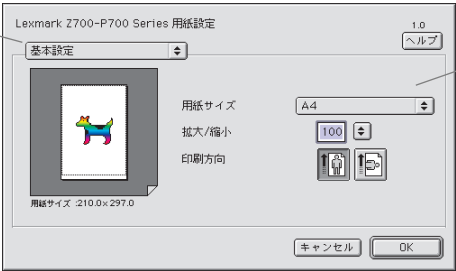 Lexmark Z700-P700 Series 用紙設定
1.0
ヘルプ
基本設定
用紙サイズ
A4
拡大/縮小
100
印刷方向
用紙サイズ :210.0×297.0
キャンセル
OK